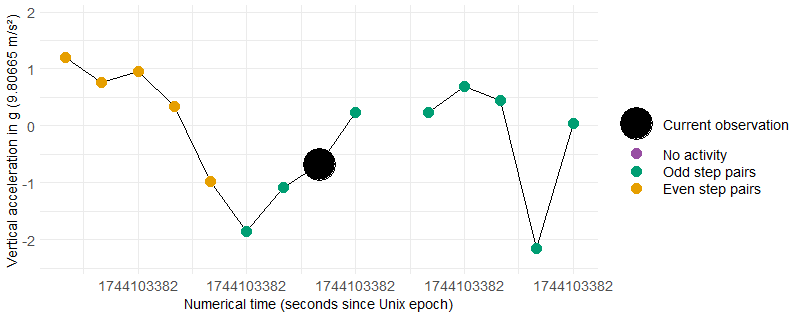 Vertical acceleration in g (9.80665 m/s²)
2
1
0
-1
-2
1744103382 1744103382 1744103382 1744103382 1744103382
Numerical time (seconds since Unix epoch)
Current observation
No activity
Odd step pairs
Even step pairs